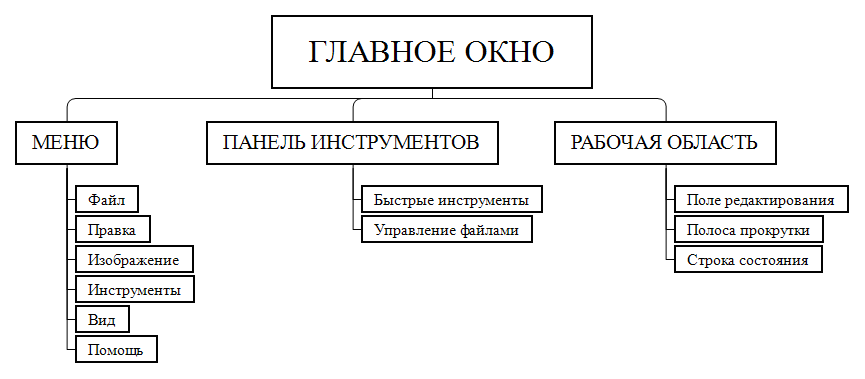 ГЛАВНОЕ ОКНО
МЕНЮ
Файл
Правка
Изображение
Инструменты
Вид
Помощь
ПАНЕЛЬ ИНСТРУМЕНТОВ
Быстрые инструменты
Управление файлами
РАБОЧАЯ ОБЛАСТЬ
Поле редактирования
Полоса прокрутки
Строка состояния